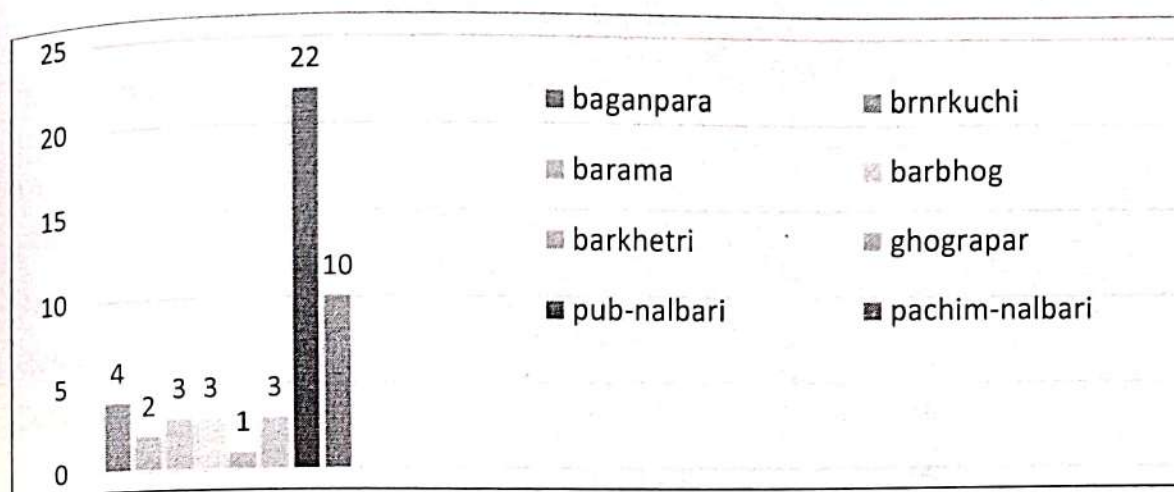 25
20
15
10
5
0
4
2
3
3
1
3
22
10
baganpara
brnrkuchi
barama
barbhog
barkhetri
ghograpar
pub-nalbari
pachim-nalbari